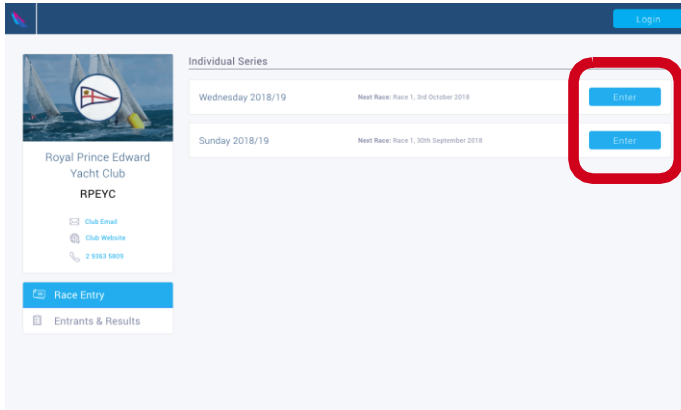 Login
Individual Series
Wednesday 2018/19
Next Race: Race 1, 3rd October 2018
Enter
Sunday 2018/19
Next Race: Race 1, 30th September 2018
Enter
Royal Prince Edward
Yacht Club
RPEYC
Club Email
Club Website
2 9363 5809
Race Entry
Entrants & Results